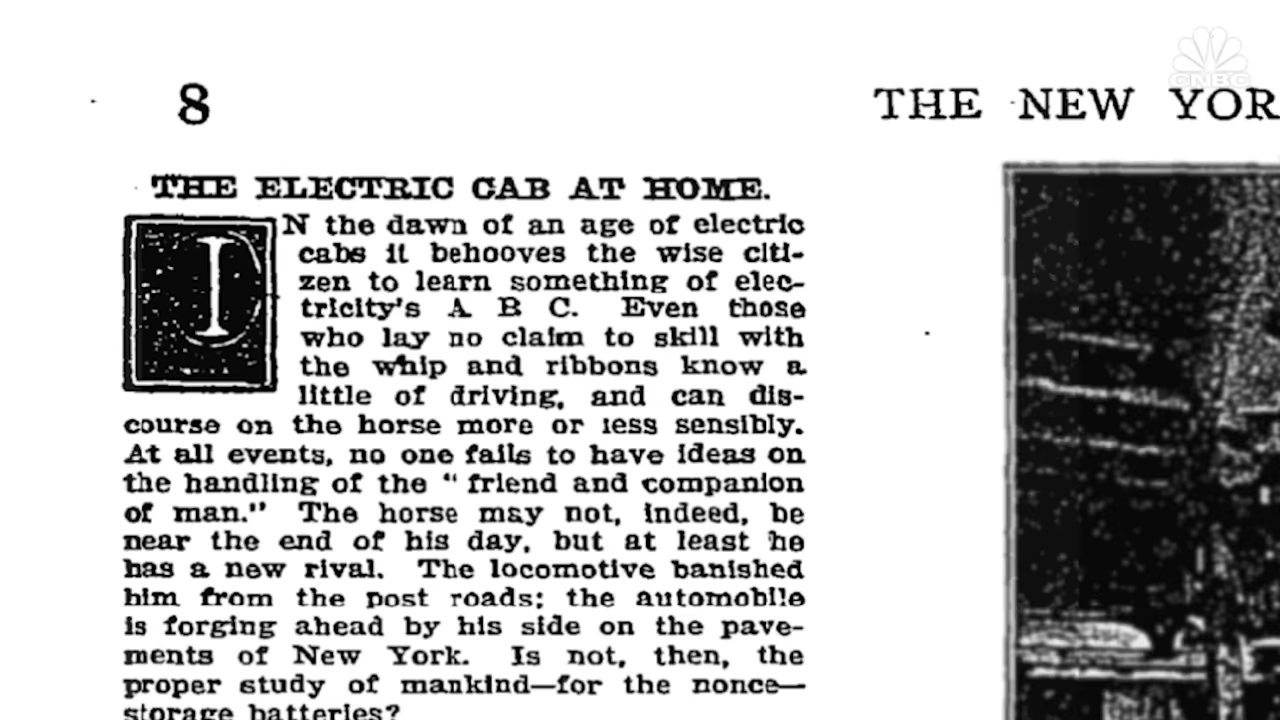 CNBC
8
THE NEW YOR
THE ELECTRIC CAB AT HOME.
IN the dawn of an age of electric
cabs it behooves the wise citi-
zen to learn something of elec-
tricity's A B C. Even those
who lay no claim to skill with
the whip and ribbons know a
little of driving, and can dis-
course on the horse more or less sensibly.
At all events, no one fails to have ideas on
the handling of the "friend and companion
of man." The horse may not, indeed, be
near the end of his day, but at least he
has a new rival. The locomotive banished
him from the post roads; the automobile
is forging ahead by his side on the pave-
ments of New York. Is not, then, the
proper study of mankind—for the nonce—
storage batteries?